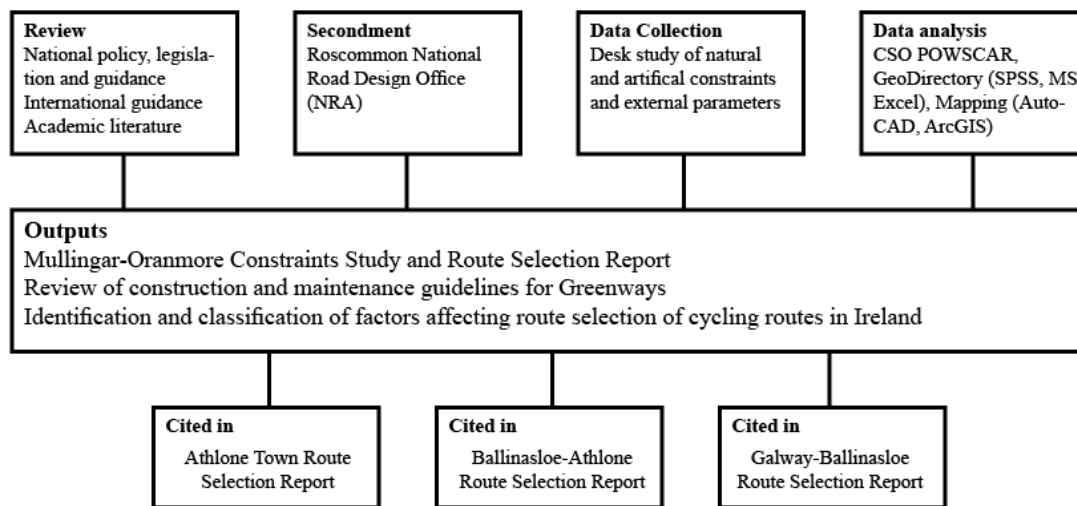 Review
National policy, legisla-
tion and guidance
International guidance
Academic literature
Secondment
Roscommon National
Road Design Office
(NRA)
Data Collection
Desk study of natural
and artifical constraints
and external parameters
Data analysis
CSO POWSCAR,
GeoDirectory (SPSS, MS
Excel), Mapping (Auto-
CAD, ArcGIS)
Outputs
Mullingar-Oranmore Constraints Study and Route Selection Report
Review of construction and maintenance guidelines for Greenways
Identification and classification of factors affecting route selection of cycling routes in Ireland
Cited in
Athlone Town Route
Selection Report
Cited in
Ballinasloe-Athlone
Route Selection Report
Cited in
Galway-Ballinasloe
Route Selection Report